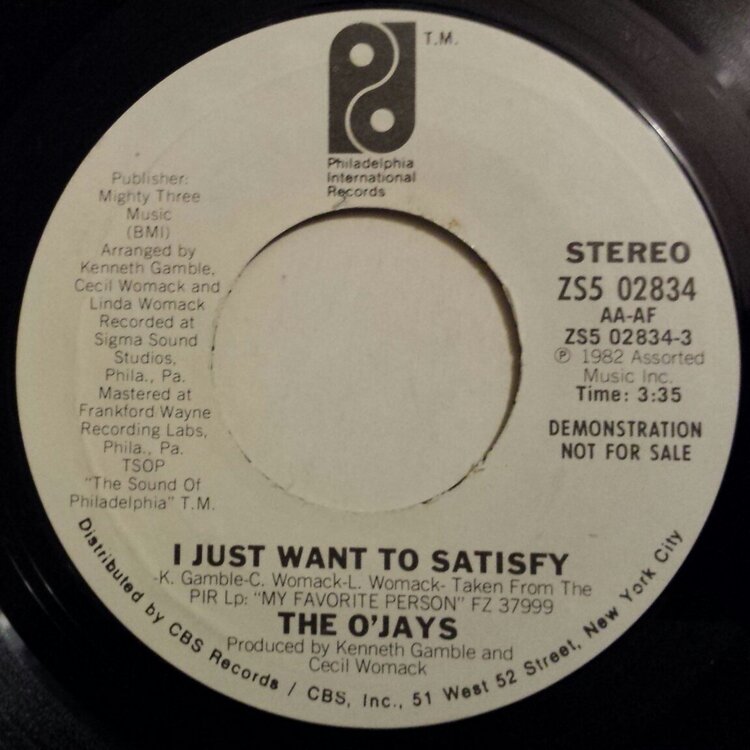 T.M.
Philadelphia
International
Records
Publisher:
Mighty Three
Music
(BMI)
Arranged by
Kenneth Gamble,
Cecil Womack and
Linda Womack
Recorded at
Sigma Sound
Studios,
Phila., Pa.
Mastered at
Frankford Wayne
Recording Labs,
Phila., Pa.
TSOP
"The Sound Of
Philadelphia" T.M.
STEREO
ZS5 02834
AA-AF
ZS5 02834-3
Ⓟ 1982 Assorted
Music Inc.
Time: 3:35
DEMONSTRATION
NOT FOR SALE
I JUST WANT TO SATISFY
-K. Gamble-C. Womack-L. Womack- Taken From The
PIR Lp: "MY FAVORITE PERSON" FZ 37999
THE O'JAYS
Produced by Kenneth Gamble and
Cecil Womack
Distributed by CBS Records / CBS, Inc., 51 West 52 Street, New York City